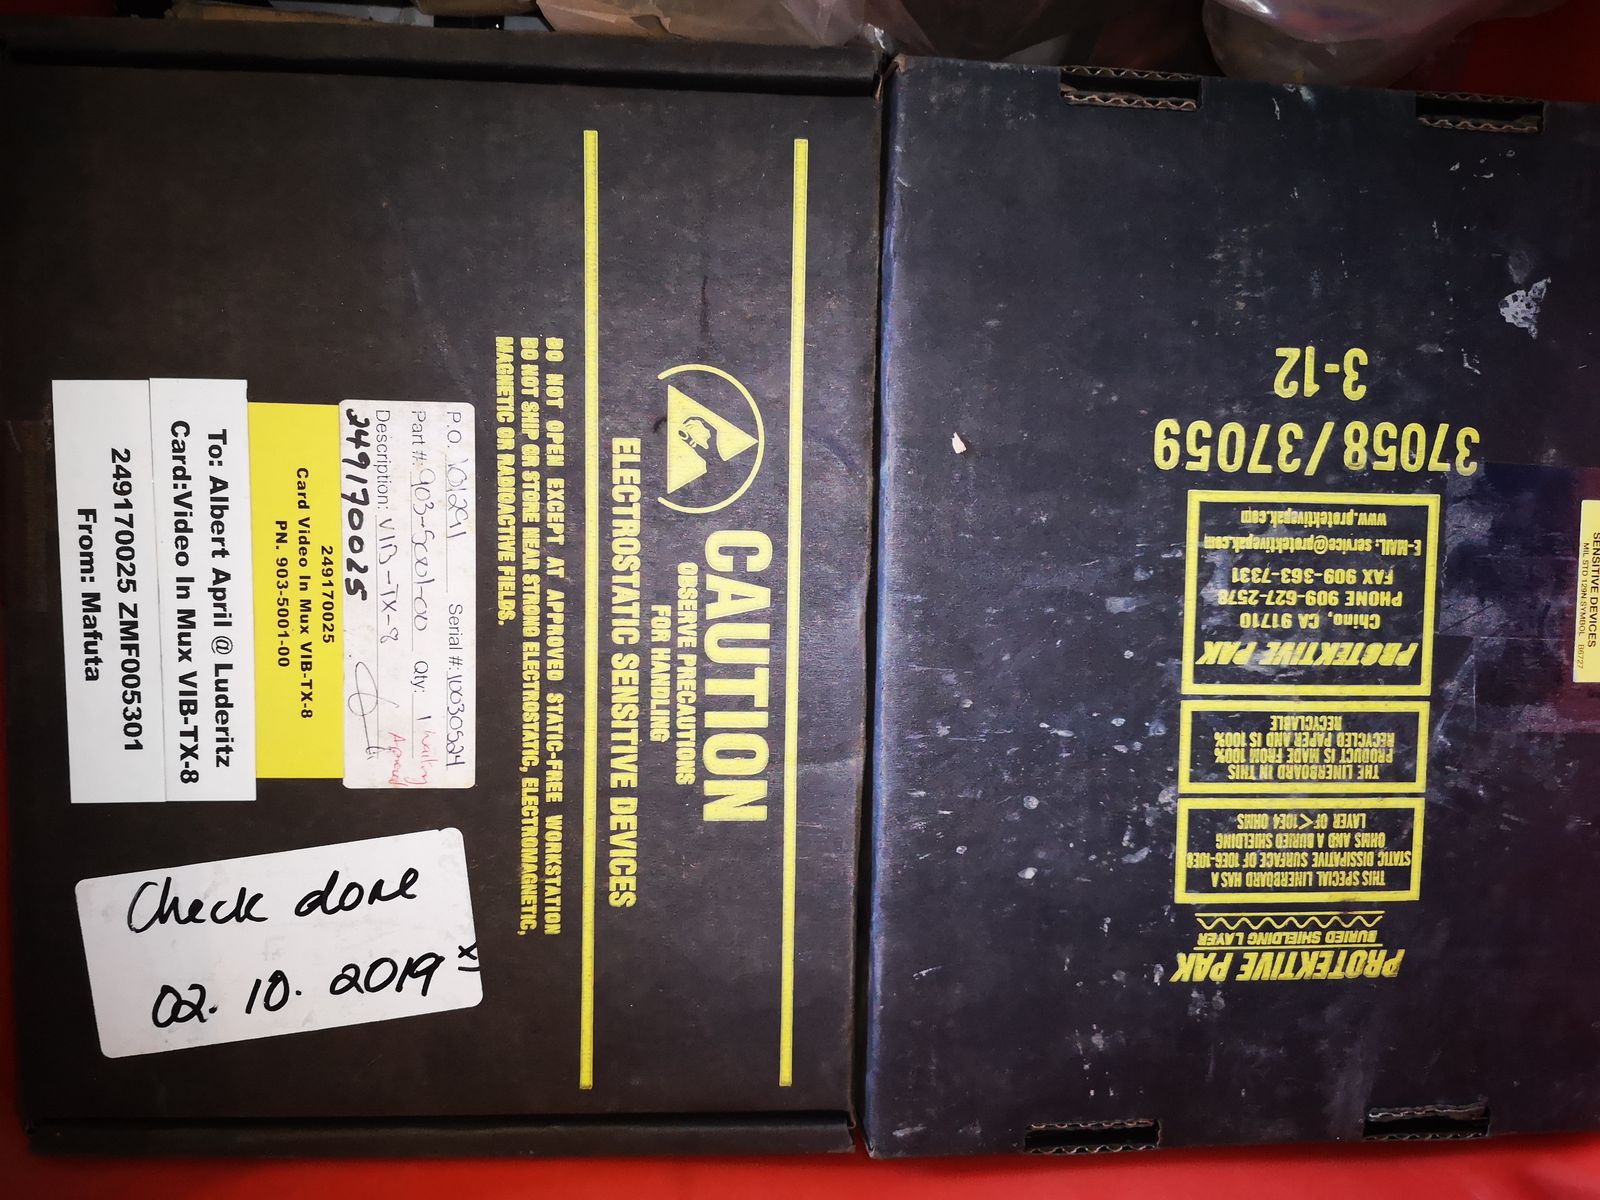 To: Albert April @ Luderitz
Card:Video In Mux VIB-TX-8
249170025 ZMF005301
From: Mafuta
249170025
Card Video In Mux VIB-TX-8
PN. 903-5001-00
P.O. 101291 Serial #: 10030524
Part #: 903-5001-00 Qty: 1
Description: VIB-TX-8
249170025
Check done
02.10.2019
CAUTION
OBSERVE PRECAUTIONS
FOR HANDLING
ELECTROSTATIC SENSITIVE DEVICES
DO NOT OPEN EXCEPT AT APPROVED STATIC-FREE WORKSTATION
DO NOT SHIP OR STORE NEAR STRONG ELECTROSTATIC, ELECTROMAGNETIC,
MAGNETIC OR RADIOACTIVE FIELDS.
PROTEKTIVE PAK
BURIED SHIELDING LAYER
THIS SPECIAL LINERBOARD HAS A
STATIC DISSIPATIVE SURFACE OF 10E6-10E8
OHMS AND A BURIED SHIELDING
LAYER OF <10E4 OHMS
THE LINERBOARD IN THIS
PRODUCT IS MADE FROM 100%
RECYCLED PAPER AND IS 100%
RECYCLABLE
PROTEKTIVE PAK
Chino, CA 91710
PHONE 909-627-2578
FAX 909-363-7331
E-MAIL: service@protektivepak.com
www.protektivepak.com
37058/37059
3-12
SENSITIVE DEVICES
MIL STD 129N SYMBOL B6727